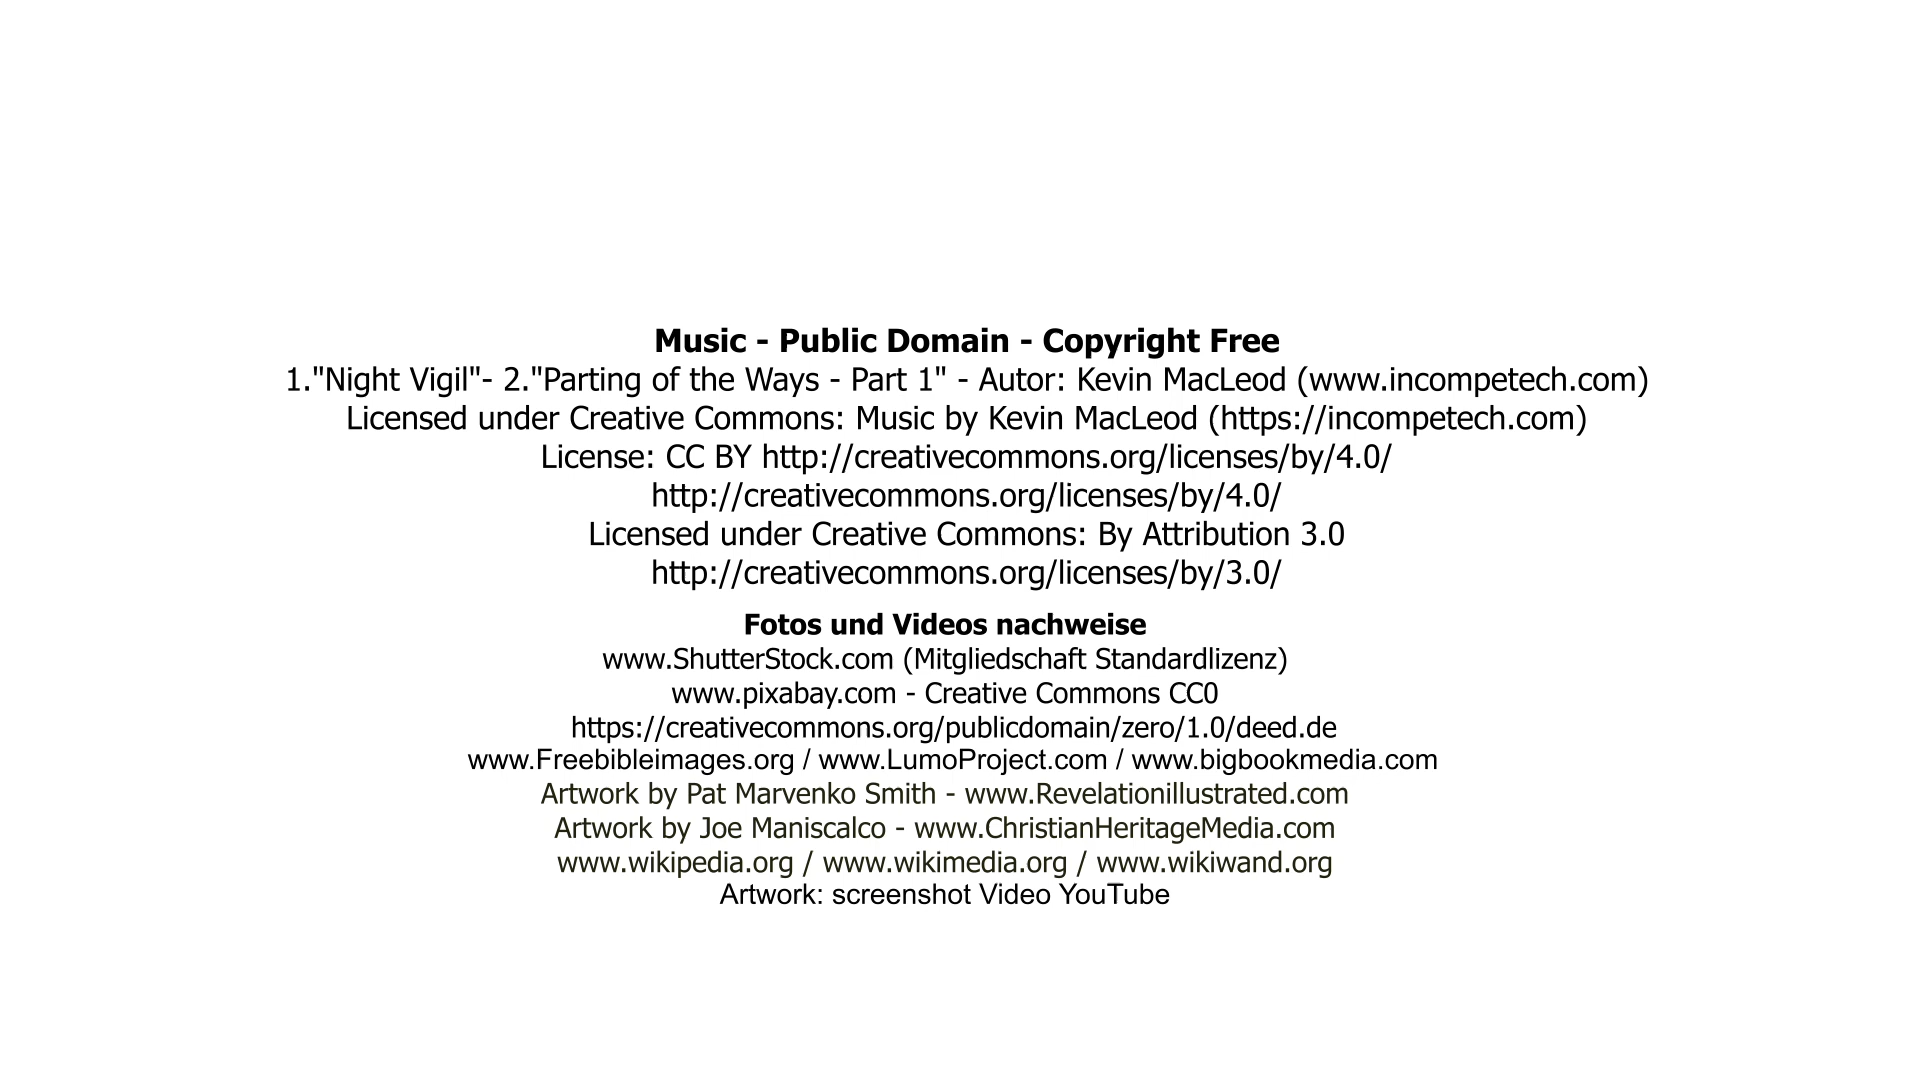 Music - Public Domain - Copyright Free
1."Night Vigil"- 2."Parting of the Ways - Part 1" - Autor: Kevin MacLeod (www.incompetech.com)
Licensed under Creative Commons: Music by Kevin MacLeod (https://incompetech.com)
License: CC BY http://creativecommons.org/licenses/by/4.0/
http://creativecommons.org/licenses/by/4.0/
Licensed under Creative Commons: By Attribution 3.0
http://creativecommons.org/licenses/by/3.0/
Fotos und Videos nachweise
www.ShutterStock.com (Mitgliedschaft Standardlizenz)
www.pixabay.com - Creative Commons CC0
https://creativecommons.org/publicdomain/zero/1.0/deed.de
www.Freebibleimages.org / www.LumoProject.com / www.bigbookmedia.com
Artwork by Pat Marvenko Smith - www.Revelationillustrated.com
Artwork by Joe Maniscalco - www.ChristianHeritageMedia.com
www.wikipedia.org / www.wikimedia.org / www.wikiwand.org
Artwork: screenshot Video YouTube